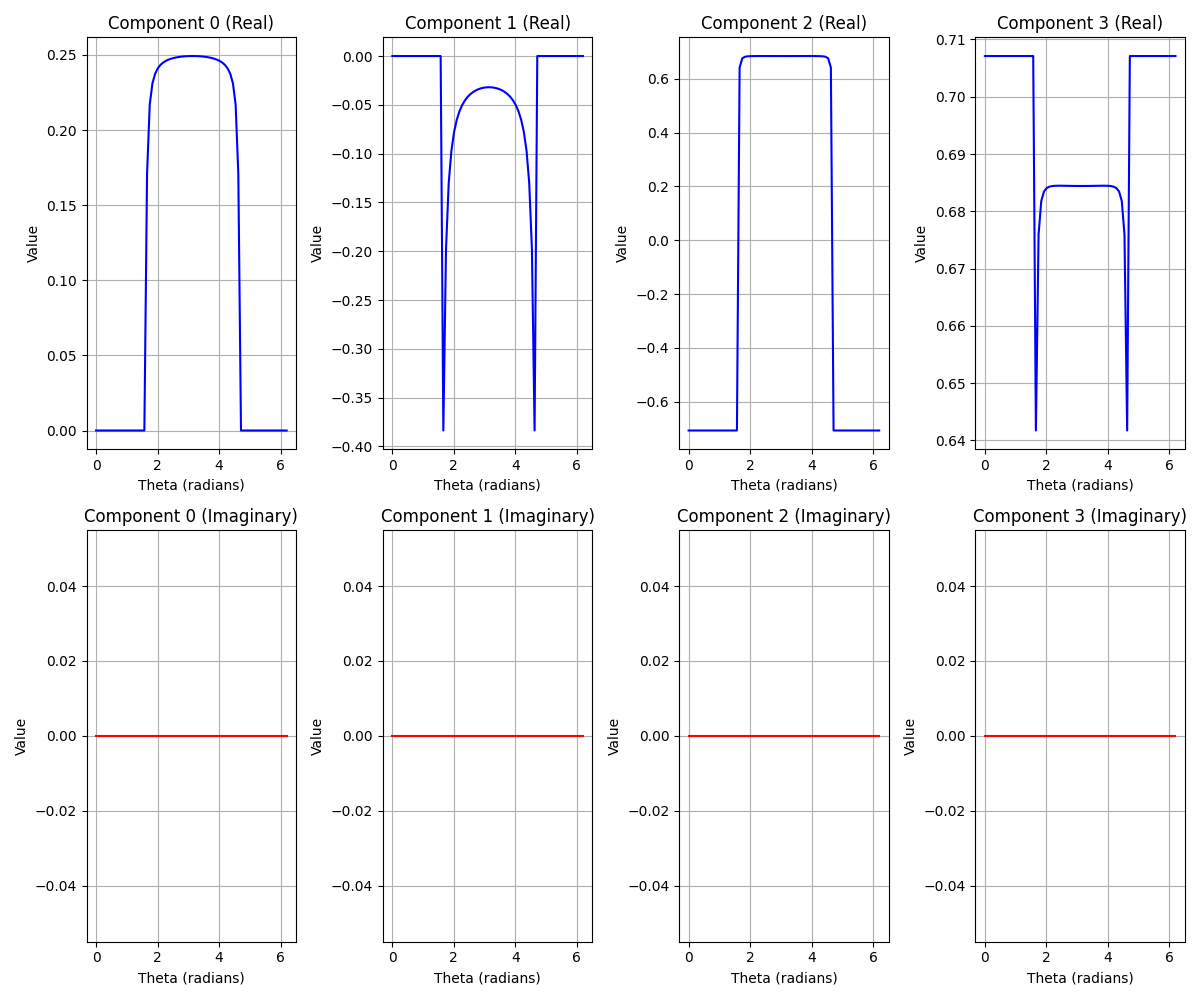 Component 0 (Real)
Component 1 (Real)
Component 2 (Real)
Component 3 (Real)
Value
0.25
0.20
0.15
0.10
0.05
0.00
0 2 4 6
Theta (radians)
Value
0.00
−0.05
−0.10
−0.15
−0.20
−0.25
−0.30
−0.35
−0.40
0 2 4 6
Theta (radians)
Value
0.6
0.4
0.2
0.0
−0.2
−0.4
−0.6
0 2 4 6
Theta (radians)
Value
0.71
0.70
0.69
0.68
0.67
0.66
0.65
0.64
0 2 4 6
Theta (radians)
Component 0 (Imaginary)
Component 1 (Imaginary)
Component 2 (Imaginary)
Component 3 (Imaginary)
Value
0.04
0.02
0.00
−0.02
−0.04
0 2 4 6
Theta (radians)
Value
0.04
0.02
0.00
−0.02
−0.04
0 2 4 6
Theta (radians)
Value
0.04
0.02
0.00
−0.02
−0.04
0 2 4 6
Theta (radians)
Value
0.04
0.02
0.00
−0.02
−0.04
0 2 4 6
Theta (radians)